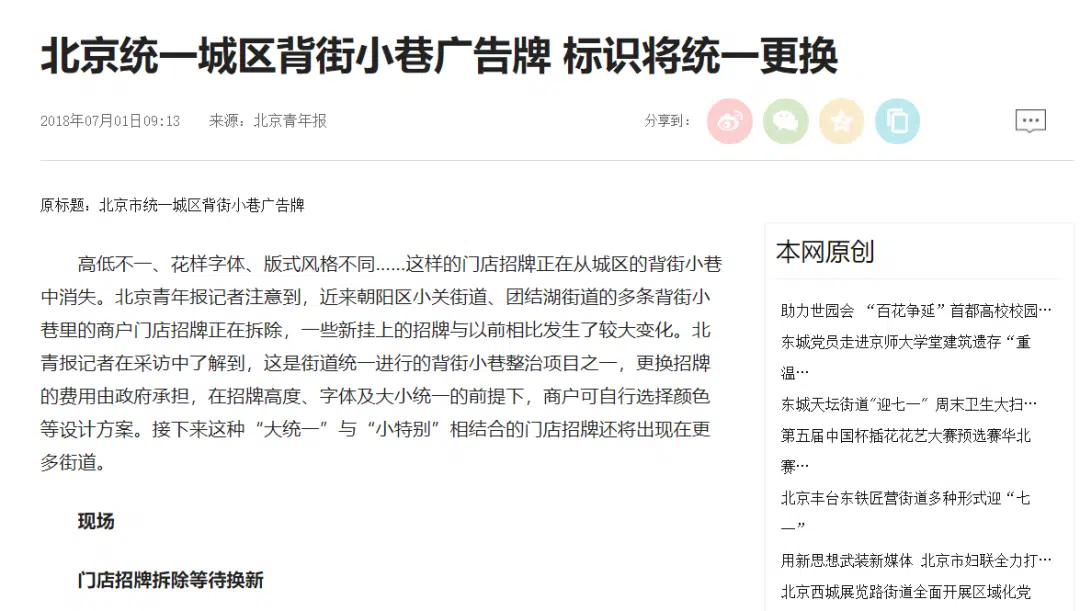 北京统一城区背街小巷广告牌 标识将统一更换
2018年07月01日09:13 来源：北京青年报
分享到：
原标题：北京市统一城区背街小巷广告牌
高低不一、花样字体、版式风格不同......这样的门店招牌正在从城区的背街小巷
中消失。北京青年报记者注意到，近来朝阳区小关街道、团结湖街道的多条背街小
巷里的商户门店招牌正在拆除，一些新挂上的招牌与以前相比发生了较大变化。北
青报记者在采访中了解到，这是街道统一进行的背街小巷整治项目之一，更换招牌
的费用由政府承担，在招牌高度、字体及大小统一的前提下，商户可自行选择颜色
等设计方案。接下来这种“大统一”与“小特别”相结合的门店招牌还将出现在更
多街道。
现场
门店招牌拆除等待换新
本网原创
助力世园会 “百花争延”首都高校校园…
东城党员走进京师大学堂建筑遗存“重
温…
东城天坛街道"迎七一" 周末卫生大扫…
第五届中国杯插花花艺大赛预选赛华北
赛…
北京丰台东铁匠营街道多种形式迎“七
一”
用新思想武装新媒体 北京市妇联全力打…
北京西城展览路街道全面开展区域化党